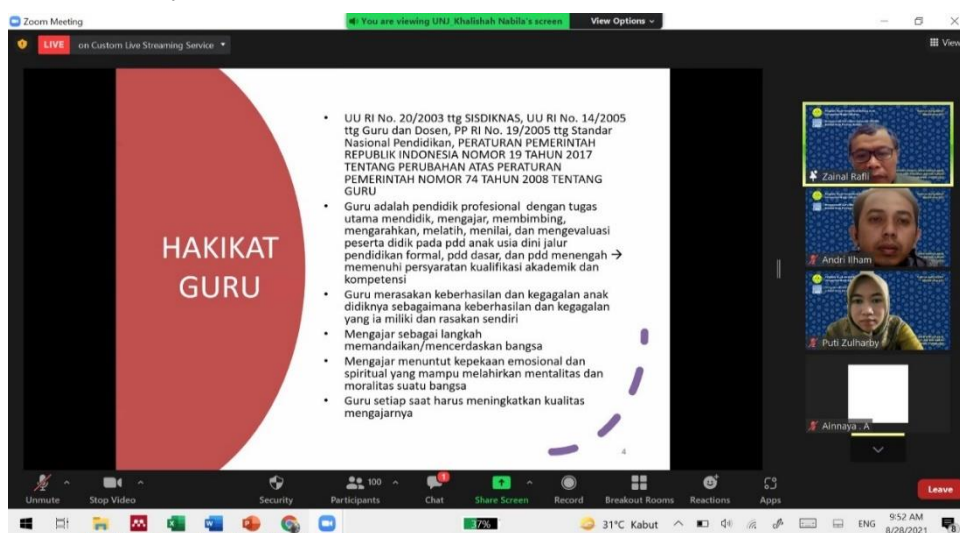 Zoom Meeting
You are viewing UNJ_Khalishah Nabila's screen
View Options
LIVE
on Custom Live Streaming Service
View
HAKIKAT
GURU
• UU RI No. 20/2003 ttg SISDIKNAS, UU RI No. 14/2005
ttg Guru dan Dosen, PP RI No. 19/2005 ttg Standar
Nasional Pendidikan, PERATURAN PEMERINTAH
REPUBLIK INDONESIA NOMOR 19 TAHUN 2017
TENTANG PERUBAHAN ATAS PERATURAN
PEMERINTAH NOMOR 74 TAHUN 2008 TENTANG
GURU
• Guru adalah pendidik profesional dengan tugas
utama mendidik, mengajar, membimbing,
mengarahkan, melatih, menilai, dan mengevaluasi
peserta didik pada pdd anak usia dini jalur
pendidikan formal, pdd dasar, dan pdd menengah →
memenuhi persyaratan kualifikasi akademik dan
kompetensi
• Guru merasakan keberhasilan dan kegagalan anak
didiknya sebagaimana keberhasilan dan kegagalan
yang ia miliki dan rasakan sendiri
• Mengajar sebagai langkah
memandaikan/mencerdaskan bangsa
• Mengajar menuntut kepekaan emosional dan
spiritual yang mampu melahirkan mentalitas dan
moralitas suatu bangsa
• Guru setiap saat harus meningkatkan kualitas
mengajarnya
4
Zainal Rafli
Andri Ilham
Puti Zulharby
Ainnaya . A
Unmute
Stop Video
Security
100
Participants
1
Chat
Share Screen
Record
Breakout Rooms
Reactions
Apps
Leave
37%
31°C Kabut
ENG
9:52 AM
8/28/2021
8